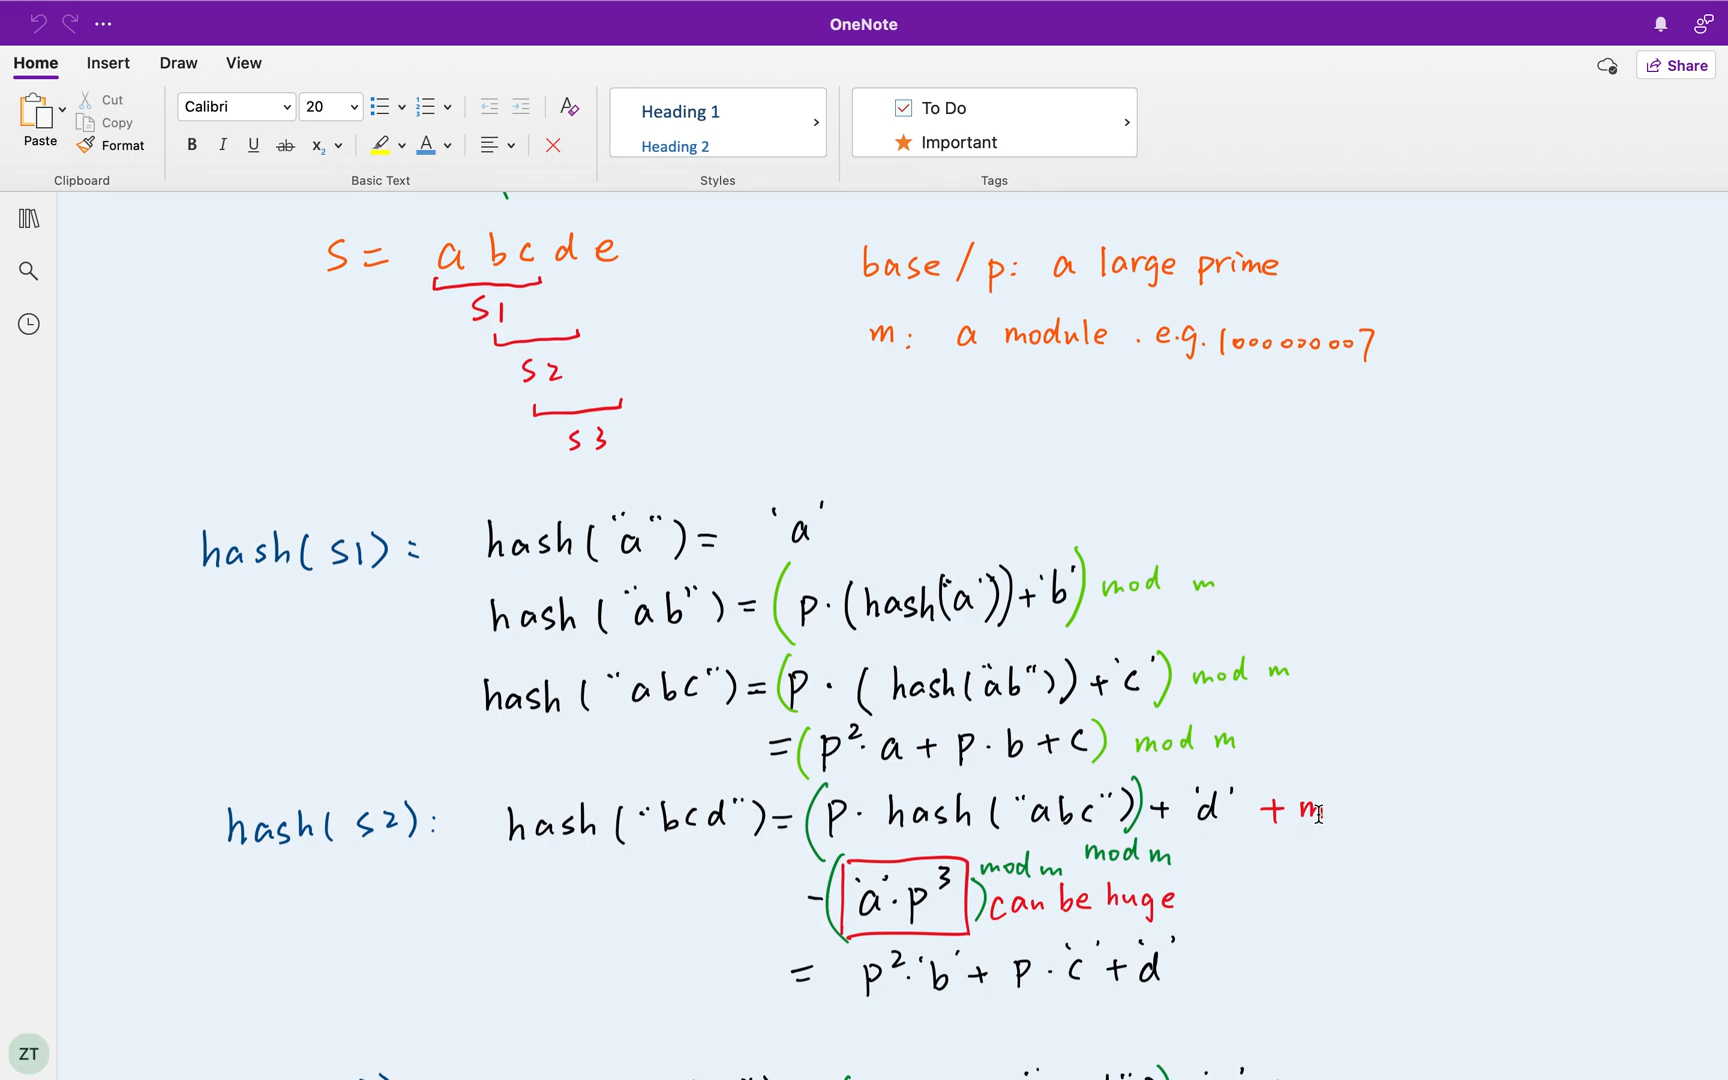 OneNote
Home Insert Draw View
Share
Paste
Cut
Copy
Format
Calibri 20
B I U ab x2 A
Heading 1
Heading 2
To Do
Important
Clipboard Basic Text Styles Tags
S = a b c d e
base / p: a large prime
S1
m: a module . e.g. 1000000007
S2
S3
hash( S1) : hash( "a" ) = 'a'
hash ( "ab" ) = ( p · (hash("a")) + 'b' ) mod m
hash ( "abc" ) = ( p · ( hash("ab")) + 'c' ) mod m
= ( p². a + p · b + c ) mod m
hash( S2) : hash ( "bcd" ) = ( p · hash ( "abc" )) + 'd' + m
mod m
- ( 'a' · p³ ) mod m
can be huge
= p². 'b' + p · 'c' + 'd'
ZT